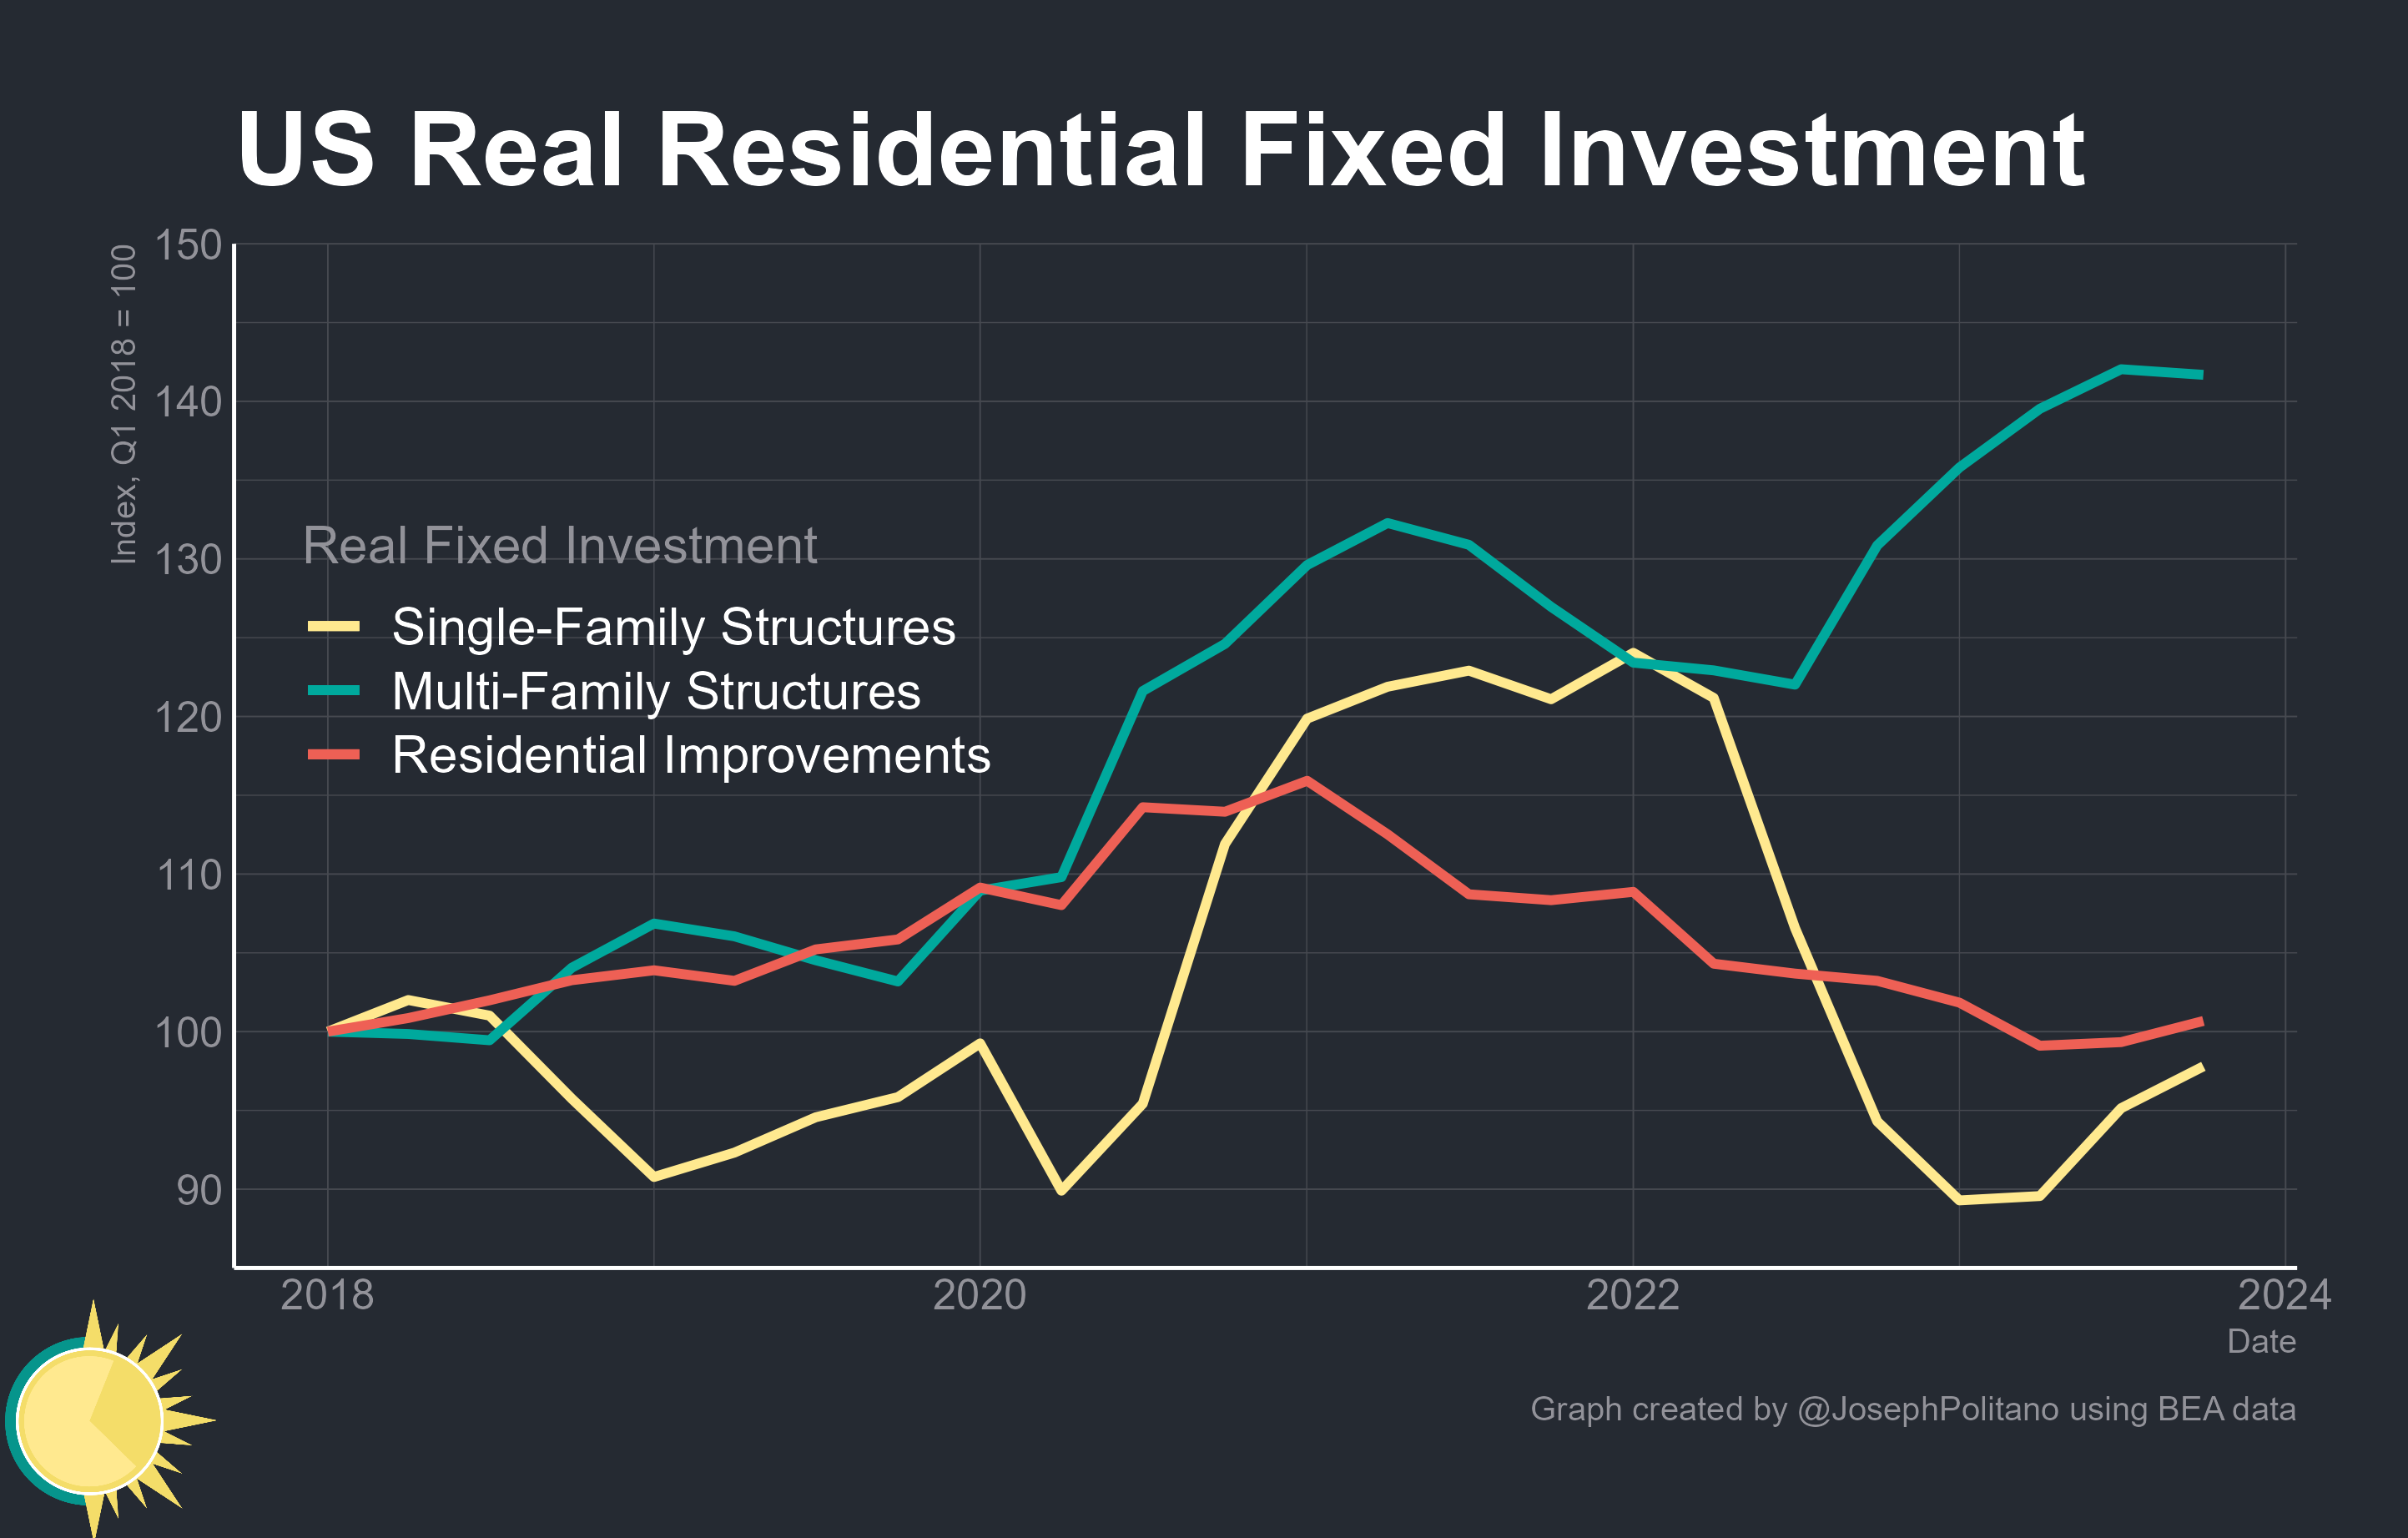 US Real Residential Fixed Investment
Index, Q1 2018 = 100
150
140
130
120
110
100
90
Real Fixed Investment
Single-Family Structures
Multi-Family Structures
Residential Improvements
2018 2020 2022 2024
Date
Graph created by @JosephPolitano using BEA data